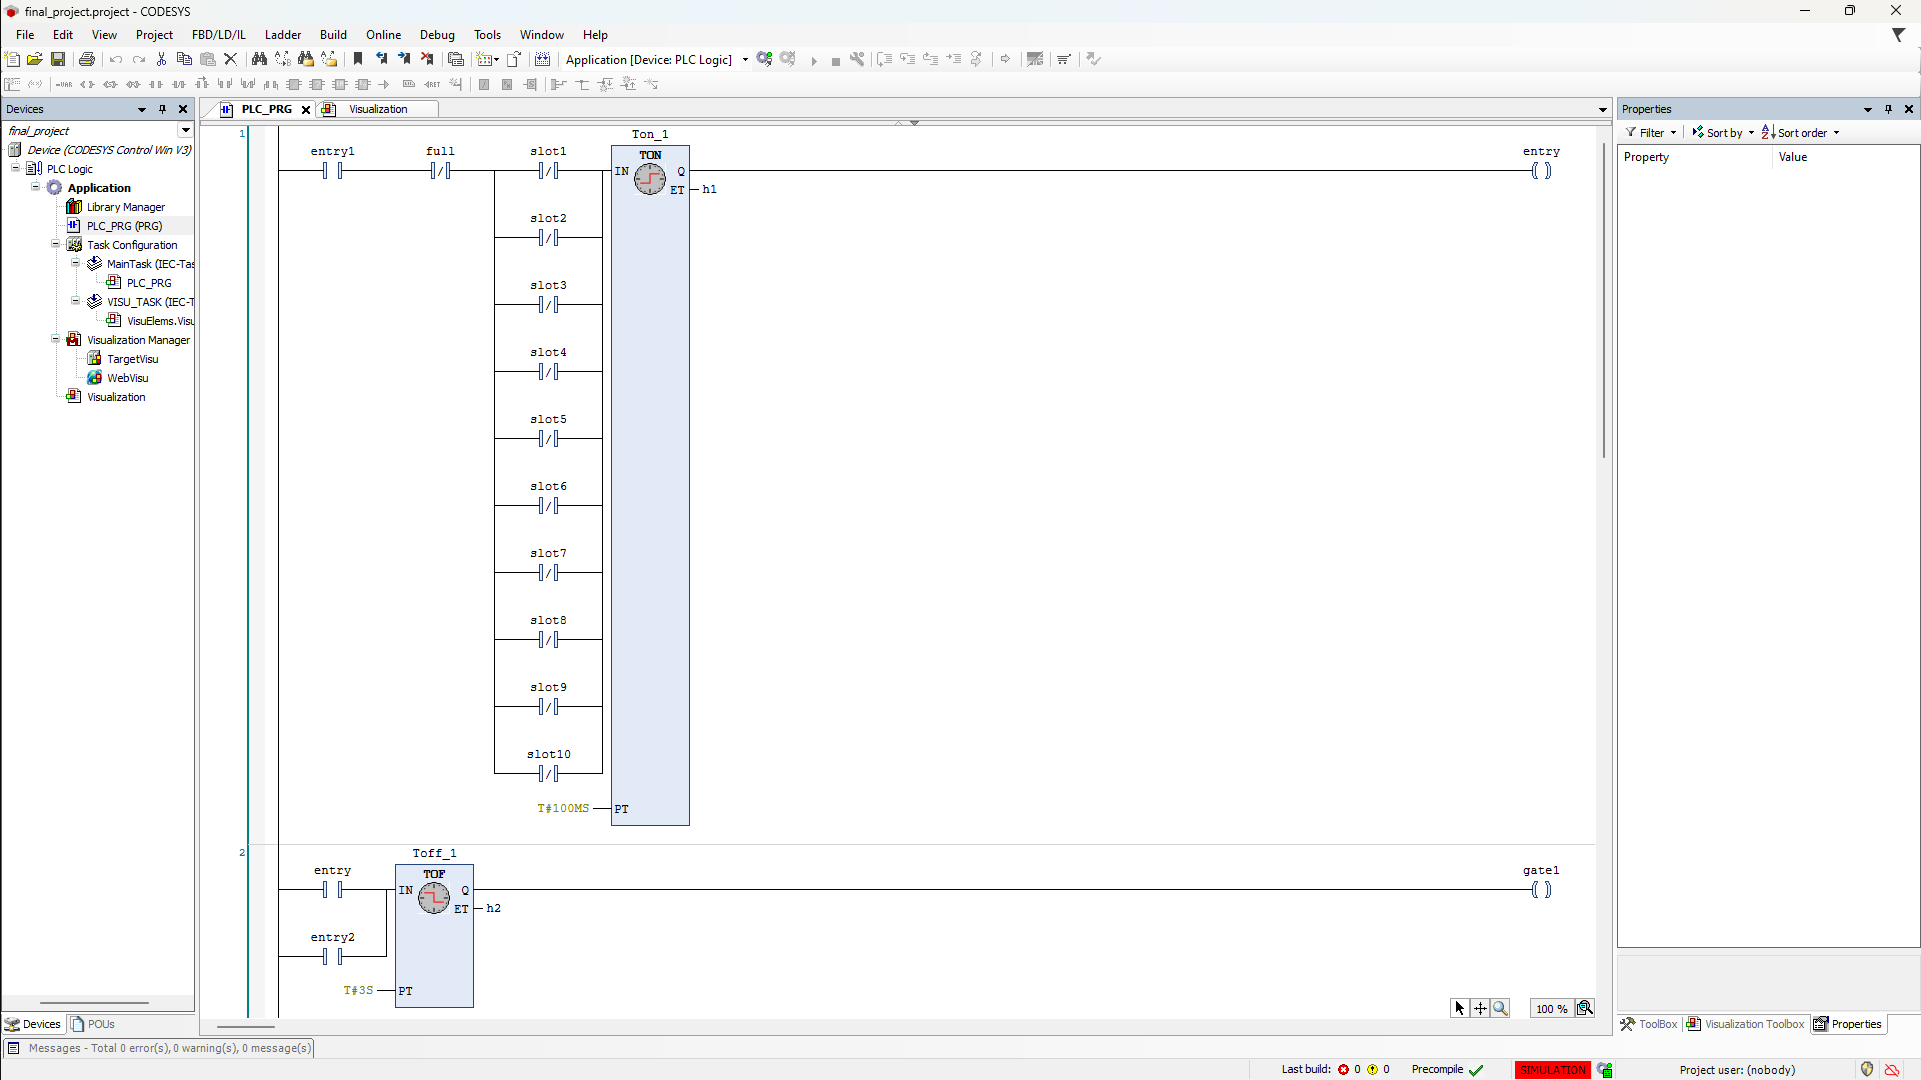 final_project.project - CODESYS
File Edit View Project FBD/LD/IL Ladder Build Online Debug Tools Window Help
Application [Device: PLC Logic]
Devices
final_project
Device (CODESYS Control Win V3)
PLC Logic
Application
Library Manager
PLC_PRG (PRG)
Task Configuration
MainTask (IEC-Tas
PLC_PRG
VISU_TASK (IEC-T
VisuElems.Visu
Visualization Manager
TargetVisu
WebVisu
Visualization
Devices POUs
PLC_PRG Visualization
1
Ton_1
entry1 full slot1 TON entry
IN Q
ET h1
slot2
slot3
slot4
slot5
slot6
slot7
slot8
slot9
slot10
T#100MS PT
2
Toff_1
entry TOF gate1
IN Q
ET h2
entry2
T#3S PT
100 %
Properties
Filter Sort by Sort order
Property Value
ToolBox Visualization Toolbox Properties
Messages - Total 0 error(s), 0 warning(s), 0 message(s)
Last build: 0 0 Precompile SIMULATION Project user: (nobody)